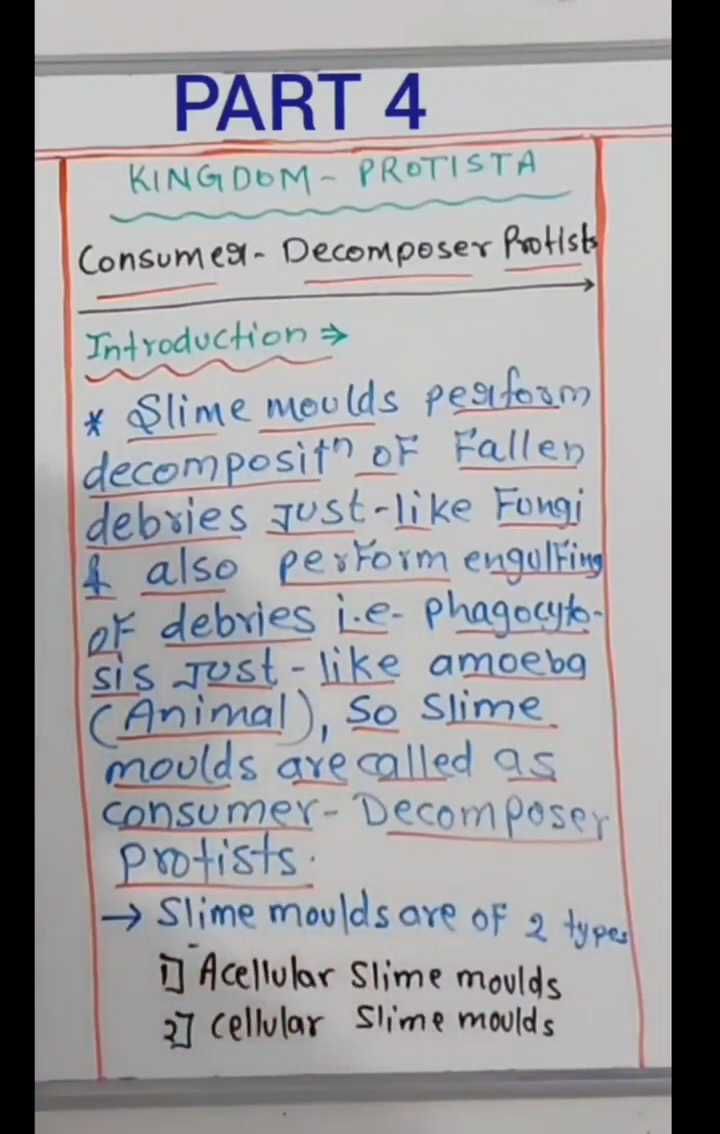 PART 4
KINGDOM - PROTISTA
Consumer - Decomposer Protists
Introduction ⇒
* Slime moulds perform
decompositn of Fallen
debries Just-like Fungi
& also perform engulfing
of debries i.e- phagocyto-
sis Just-like amoeba
(Animal), so slime
moulds are called as
consumer-Decomposer
protists.
→ Slime moulds are of 2 types
1] Acellular Slime moulds
2] cellular Slime moulds